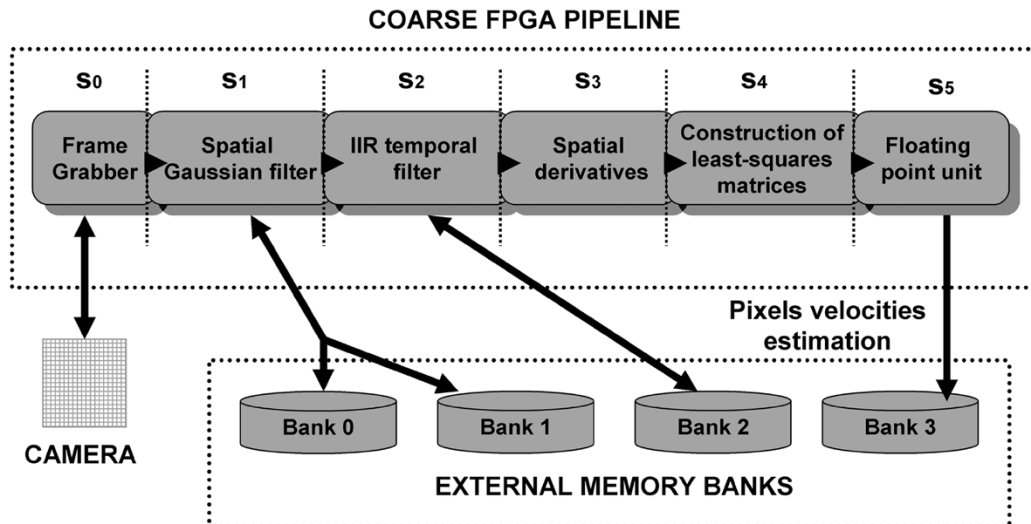 COARSE FPGA PIPELINE
S0 S1 S2 S3 S4 S5
Frame
Grabber
Spatial
Gaussian filter
IIR temporal
filter
Spatial
derivatives
Construction of
least-squares
matrices
Floating
point unit
Pixels velocities
estimation
CAMERA
Bank 0
Bank 1
Bank 2
Bank 3
EXTERNAL MEMORY BANKS